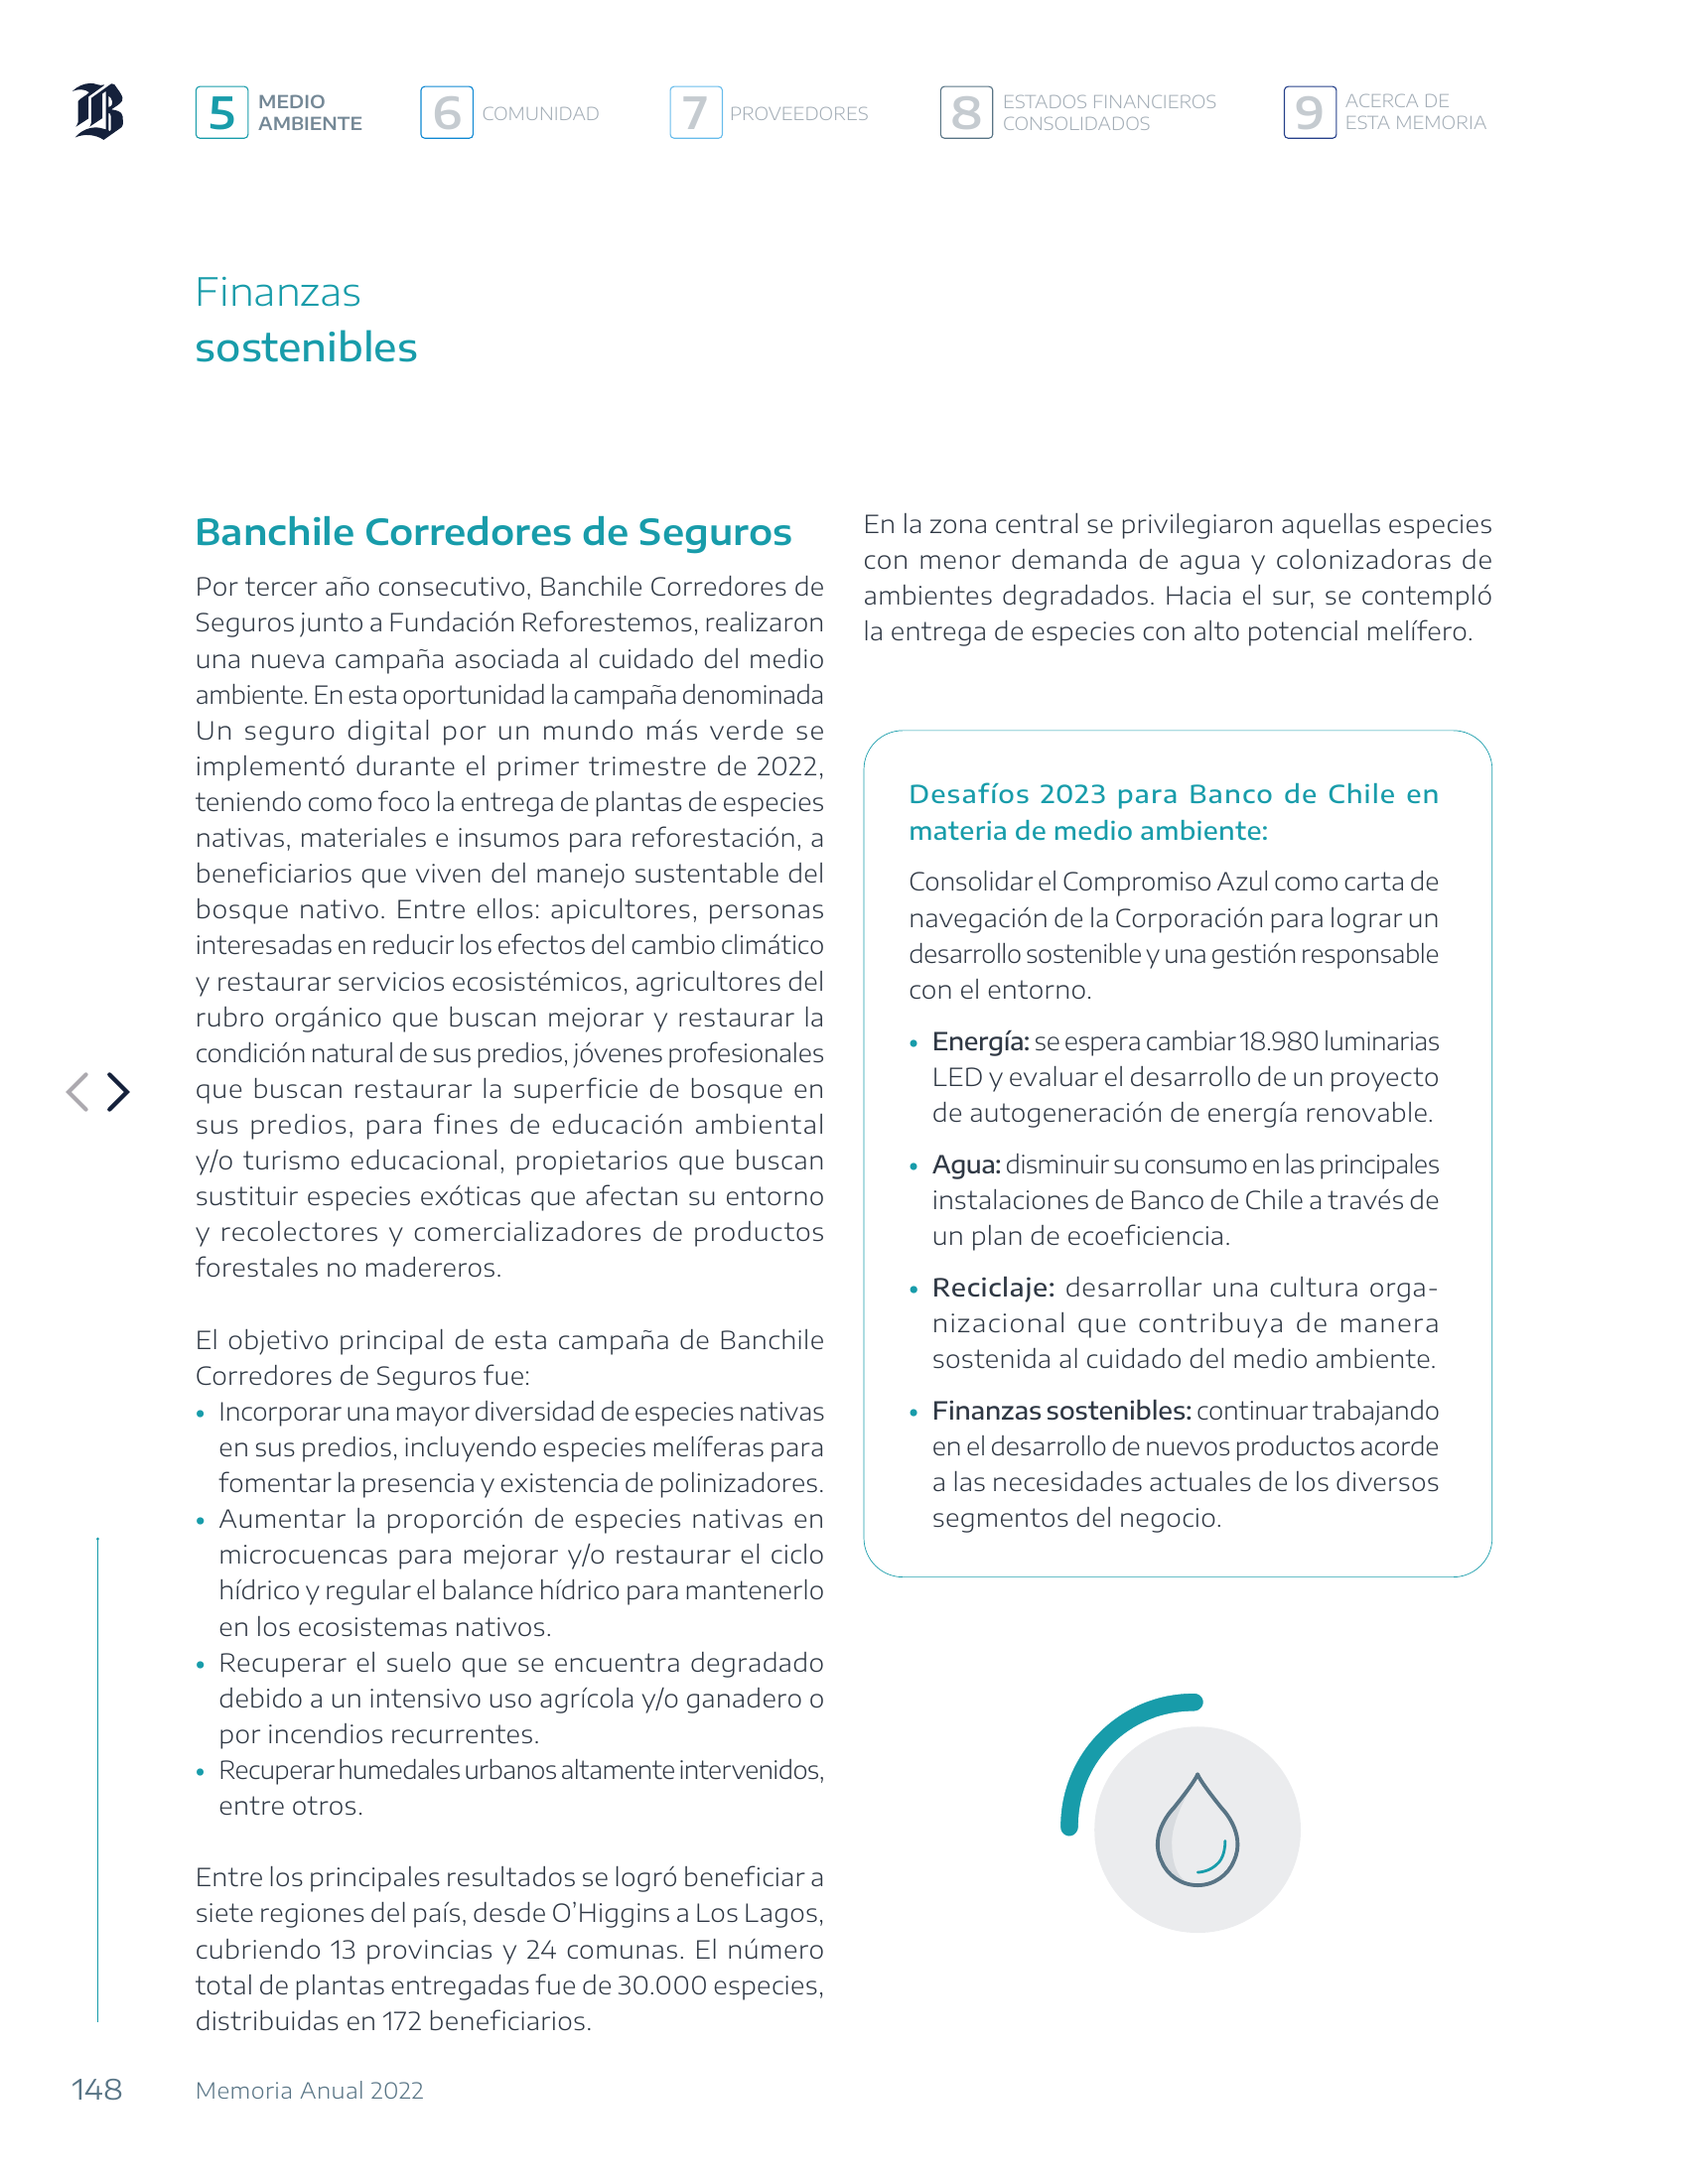 B
5 MEDIO
AMBIENTE
6 COMUNIDAD
7 PROVEEDORES
8 ESTADOS FINANCIEROS
CONSOLIDADOS
9 ACERCA DE
ESTA MEMORIA
Finanzas
sostenibles
Banchile Corredores de Seguros
Por tercer año consecutivo, Banchile Corredores de
Seguros junto a Fundación Reforestemos, realizaron
una nueva campaña asociada al cuidado del medio
ambiente. En esta oportunidad la campaña denominada
Un seguro digital por un mundo más verde se
implementó durante el primer trimestre de 2022,
teniendo como foco la entrega de plantas de especies
nativas, materiales e insumos para reforestación, a
beneficiarios que viven del manejo sustentable del
bosque nativo. Entre ellos: apicultores, personas
interesadas en reducir los efectos del cambio climático
y restaurar servicios ecosistémicos, agricultores del
rubro orgánico que buscan mejorar y restaurar la
condición natural de sus predios, jóvenes profesionales
que buscan restaurar la superficie de bosque en
sus predios, para fines de educación ambiental
y/o turismo educacional, propietarios que buscan
sustituir especies exóticas que afectan su entorno
y recolectores y comercializadores de productos
forestales no madereros.
El objetivo principal de esta campaña de Banchile
Corredores de Seguros fue:
• Incorporar una mayor diversidad de especies nativas
en sus predios, incluyendo especies melíferas para
fomentar la presencia y existencia de polinizadores.
• Aumentar la proporción de especies nativas en
microcuencas para mejorar y/o restaurar el ciclo
hídrico y regular el balance hídrico para mantenerlo
en los ecosistemas nativos.
• Recuperar el suelo que se encuentra degradado
debido a un intensivo uso agrícola y/o ganadero o
por incendios recurrentes.
• Recuperar humedales urbanos altamente intervenidos,
entre otros.
Entre los principales resultados se logró beneficiar a
siete regiones del país, desde O’Higgins a Los Lagos,
cubriendo 13 provincias y 24 comunas. El número
total de plantas entregadas fue de 30.000 especies,
distribuidas en 172 beneficiarios.
En la zona central se privilegiaron aquellas especies
con menor demanda de agua y colonizadoras de
ambientes degradados. Hacia el sur, se contempló
la entrega de especies con alto potencial melífero.
Desafíos 2023 para Banco de Chile en
materia de medio ambiente:
Consolidar el Compromiso Azul como carta de
navegación de la Corporación para lograr un
desarrollo sostenible y una gestión responsable
con el entorno.
• Energía: se espera cambiar 18.980 luminarias
LED y evaluar el desarrollo de un proyecto
de autogeneración de energía renovable.
• Agua: disminuir su consumo en las principales
instalaciones de Banco de Chile a través de
un plan de ecoeficiencia.
• Reciclaje: desarrollar una cultura orga-
nizacional que contribuya de manera
sostenida al cuidado del medio ambiente.
• Finanzas sostenibles: continuar trabajando
en el desarrollo de nuevos productos acorde
a las necesidades actuales de los diversos
segmentos del negocio.
148 Memoria Anual 2022